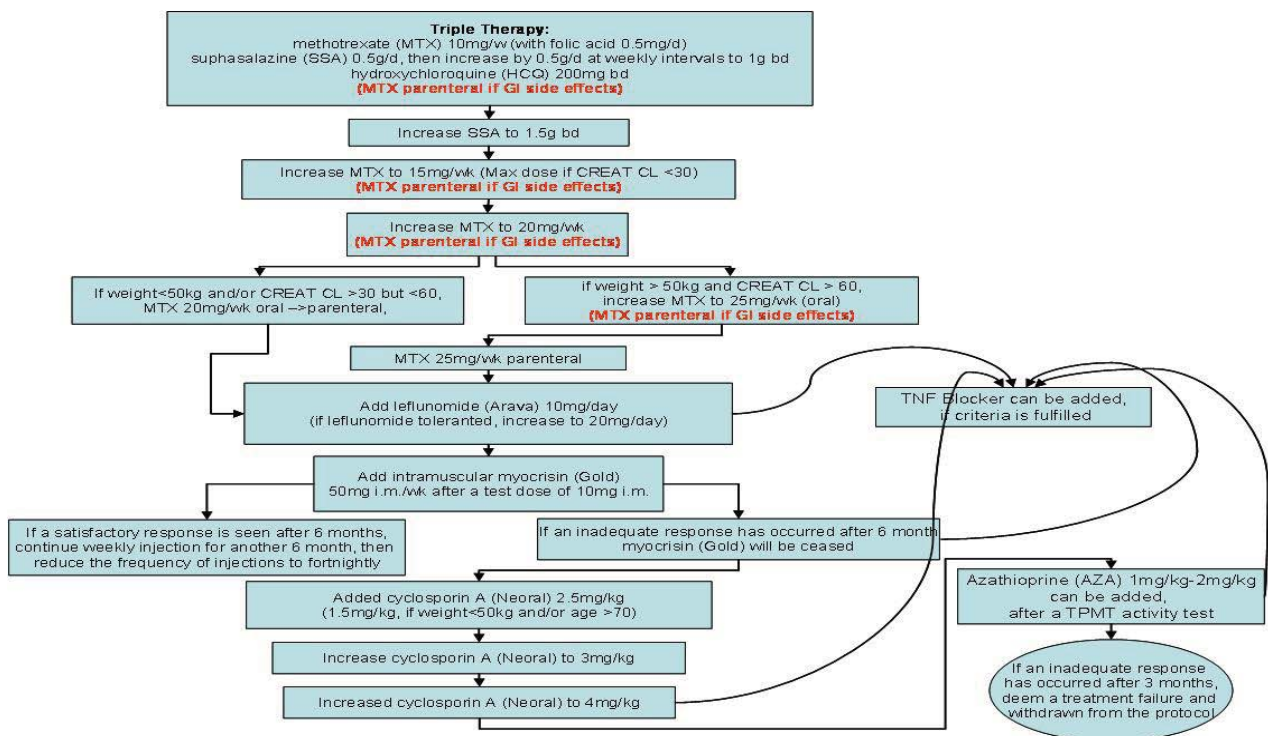 Triple Therapy:
methotrexate (MTX) 10mg/w (with folic acid 0.5mg/d)
suphasalazine (SSA) 0.5g/d, then increase by 0.5g/d at weekly intervals to 1g bd
hydroxychloroquine (HCQ) 200mg bd
(MTX parenteral if GI side effects)
Increase SSA to 1.5g bd
Increase MTX to 15mg/wk (Max dose if CREAT CL <30)
(MTX parenteral if GI side effects)
Increase MTX to 20mg/wk
(MTX parenteral if GI side effects)
If weight<50kg and/or CREAT CL >30 but <60,
MTX 20mg/wk oral –>parenteral,
if weight > 50kg and CREAT CL > 60,
increase MTX to 25mg/wk (oral)
(MTX parenteral if GI side effects)
MTX 25mg/wk parenteral
Add leflunomide (Arava) 10mg/day
(if leflunomide toleranted, increase to 20mg/day)
TNF Blocker can be added,
if criteria is fulfilled
Add intramuscular myocrisin (Gold)
50mg i.m./wk after a test dose of 10mg i.m.
If a satisfactory response is seen after 6 months,
continue weekly injection for another 6 month, then
reduce the frequency of injections to fortnightly
If an inadequate response has occurred after 6 month
myocrisin (Gold) will be ceased
Added cyclosporin A (Neoral) 2.5mg/kg
(1.5mg/kg, if weight<50kg and/or age >70)
Increase cyclosporin A (Neoral) to 3mg/kg
Increased cyclosporin A (Neoral) to 4mg/kg
Azathioprine (AZA) 1mg/kg-2mg/kg
can be added,
after a TPMT activity test
If an inadequate response
has occurred after 3 months,
deem a treatment failure and
withdrawn from the protocol